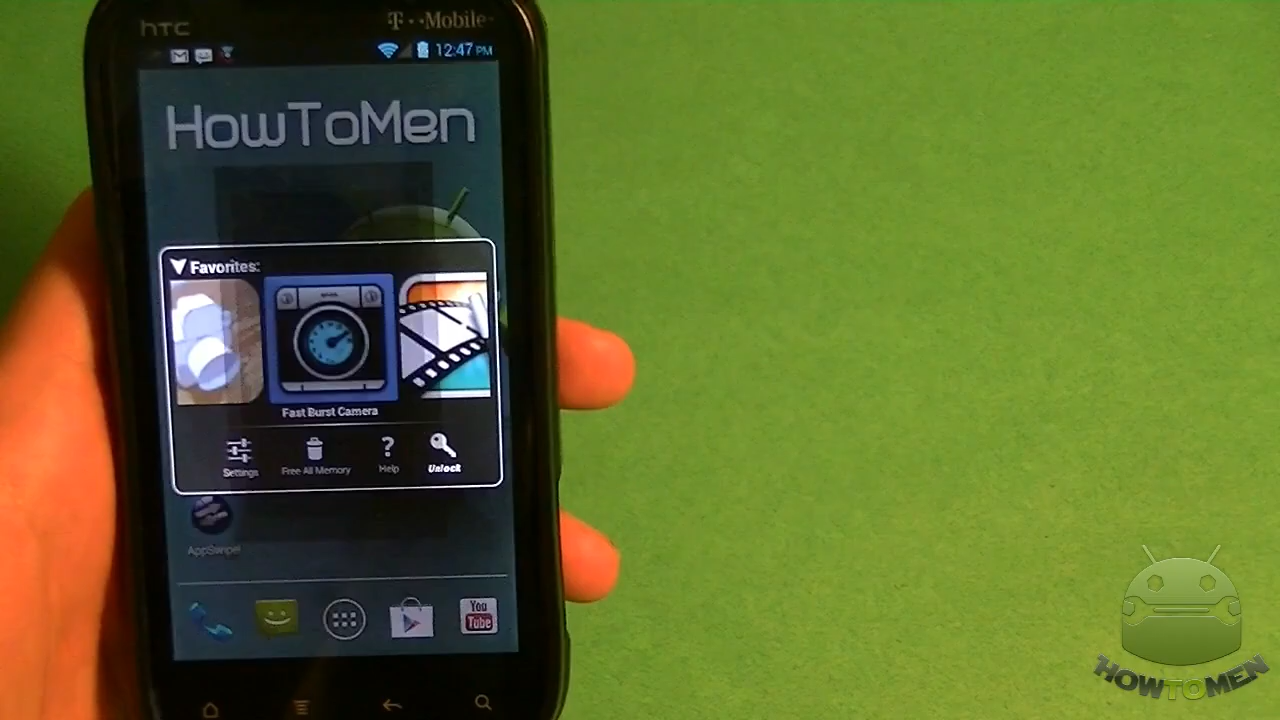 hTC
T··Mobile·
12:47 PM
HowToMen
Favorites:
Fast Burst Camera
Settings
Free All Memory
Help
Unlock
AppSwipe!
You
Tube
HOWTOMEN